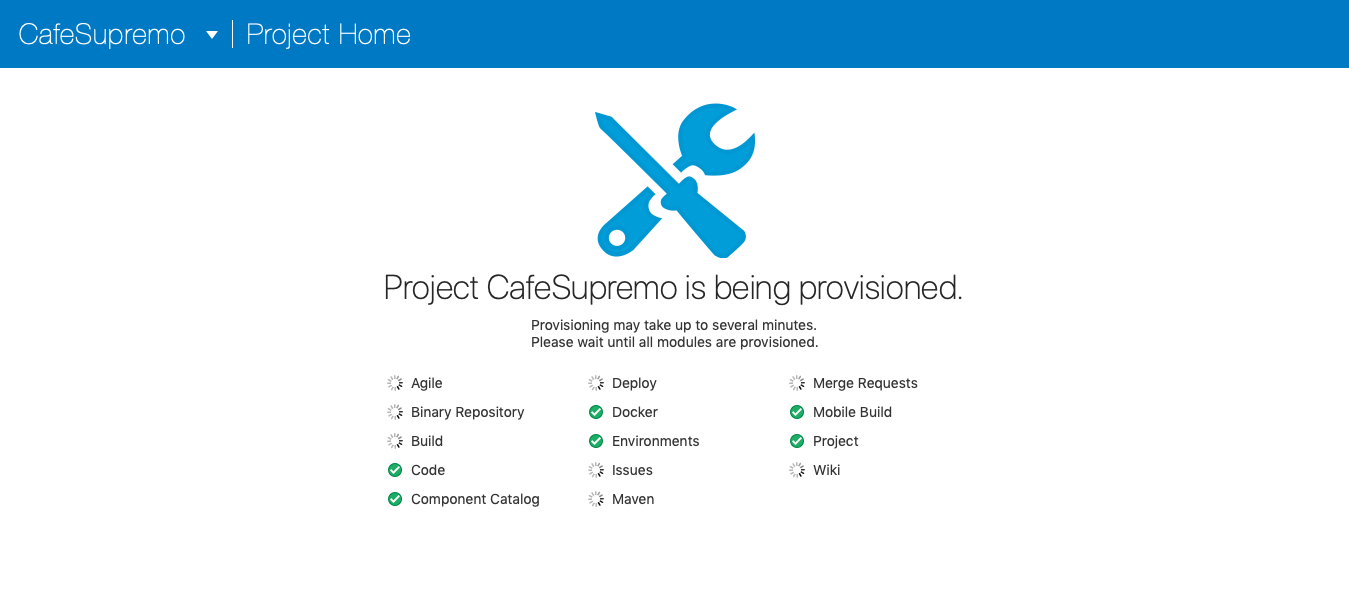 CafeSupremo Project Home
Project CafeSupremo is being provisioned.
Provisioning may take up to several minutes.
Please wait until all modules are provisioned.
Agile
Binary Repository
Build
Code
Component Catalog
Deploy
Docker
Environments
Issues
Maven
Merge Requests
Mobile Build
Project
Wiki